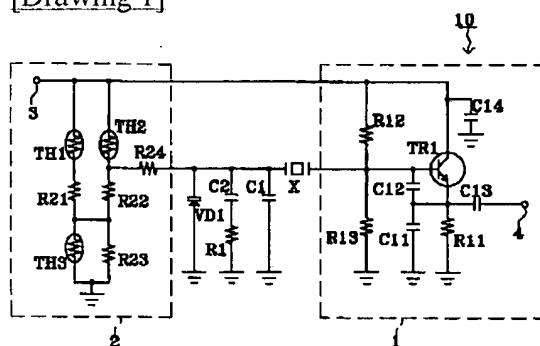 [Drawing 1]
10
3
TH1
TH2
R24
R21
R22
TH3
R23
VD1
C2
R1
C1
X
R12
R13
C12
C11
TR1
C14
C13
R11
4
2
1